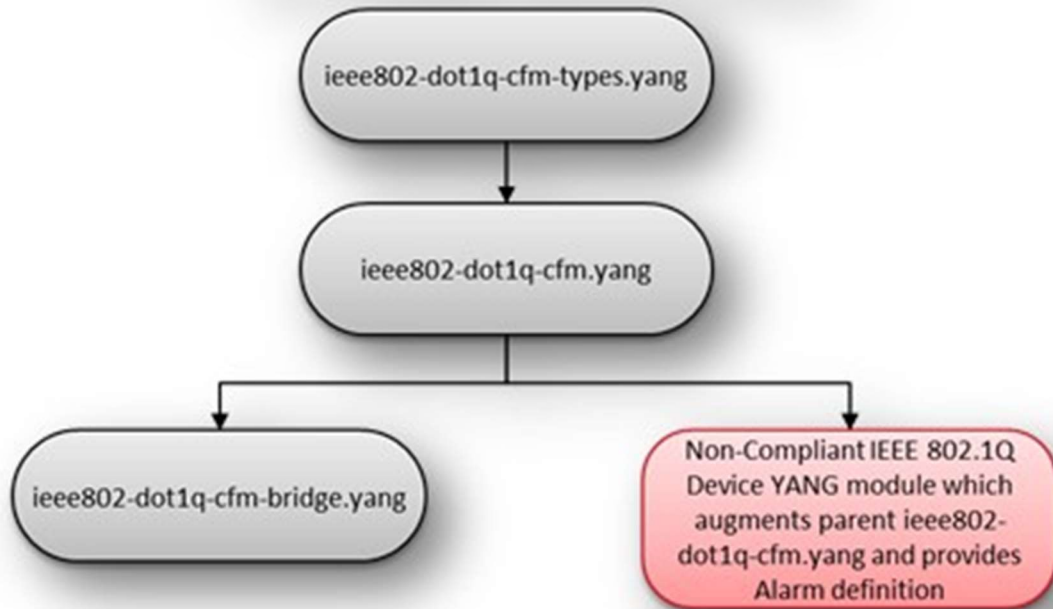 ieee802-dot1q-cfm-types.yang
ieee802-dot1q-cfm.yang
ieee802-dot1q-cfm-bridge.yang
Non-Compliant IEEE 802.1Q
Device YANG module which
augments parent ieee802-
dot1q-cfm.yang and provides
Alarm definition